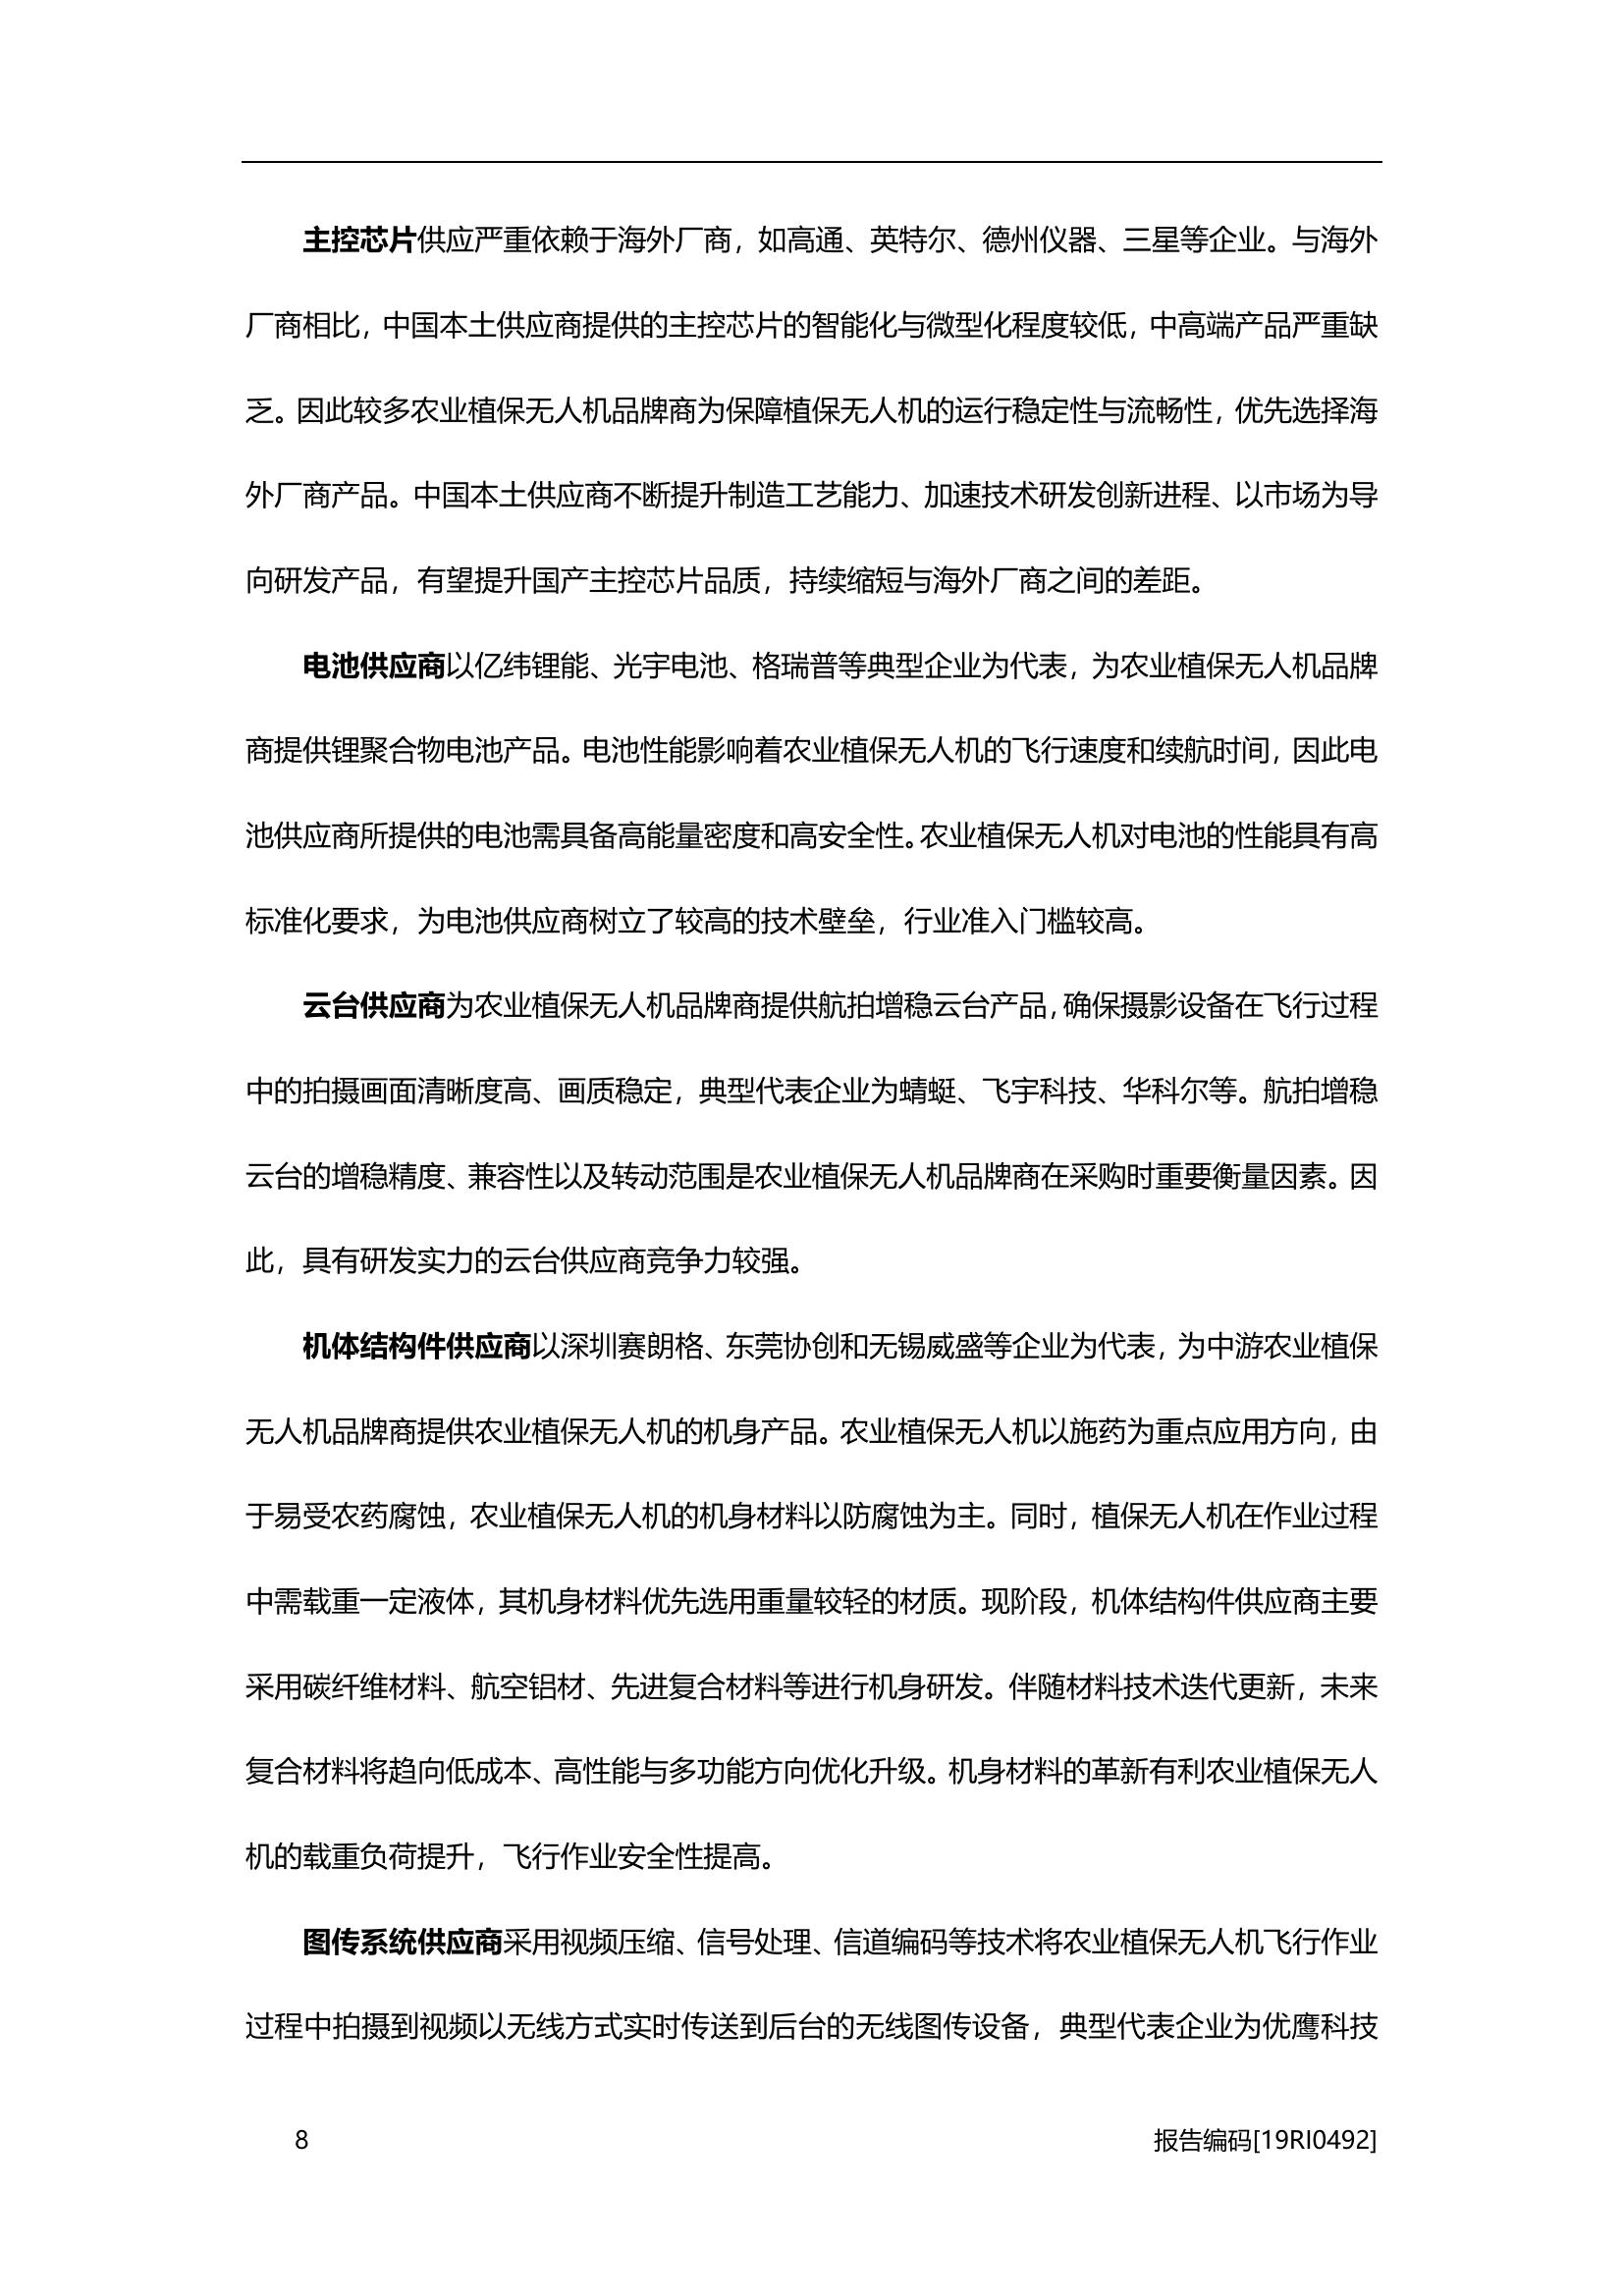 主控芯片供应严重依赖于海外厂商，如高通、英特尔、德州仪器、三星等企业。与海外
厂商相比，中国本土供应商提供的主控芯片的智能化与微型化程度较低，中高端产品严重缺
乏。因此较多农业植保无人机品牌商为保障植保无人机的运行稳定性与流畅性，优先选择海
外厂商产品。中国本土供应商不断提升制造工艺能力、加速技术研发创新进程、以市场为导
向研发产品，有望提升国产主控芯片品质，持续缩短与海外厂商之间的差距。
电池供应商以亿纬锂能、光宇电池、格瑞普等典型企业为代表，为农业植保无人机品牌
商提供锂聚合物电池产品。电池性能影响着农业植保无人机的飞行速度和续航时间，因此电
池供应商所提供的电池需具备高能量密度和高安全性。农业植保无人机对电池的性能具有高
标准化要求，为电池供应商树立了较高的技术壁垒，行业准入门槛较高。
云台供应商为农业植保无人机品牌商提供航拍增稳云台产品，确保摄影设备在飞行过程
中的拍摄画面清晰度高、画质稳定，典型代表企业为蜻蜓、飞宇科技、华科尔等。航拍增稳
云台的增稳精度、兼容性以及转动范围是农业植保无人机品牌商在采购时重要衡量因素。因
此，具有研发实力的云台供应商竞争力较强。
机体结构件供应商以深圳赛朗格、东莞协创和无锡威盛等企业为代表，为中游农业植保
无人机品牌商提供农业植保无人机的机身产品。农业植保无人机以施药为重点应用方向，由
于易受农药腐蚀，农业植保无人机的机身材料以防腐蚀为主。同时，植保无人机在作业过程
中需载重一定液体，其机身材料优先选用重量较轻的材质。现阶段，机体结构件供应商主要
采用碳纤维材料、航空铝材、先进复合材料等进行机身研发。伴随材料技术迭代更新，未来
复合材料将趋向低成本、高性能与多功能方向优化升级。机身材料的革新有利农业植保无人
机的载重负荷提升，飞行作业安全性提高。
图传系统供应商采用视频压缩、信号处理、信道编码等技术将农业植保无人机飞行作业
过程中拍摄到视频以无线方式实时传送到后台的无线图传设备，典型代表企业为优鹰科技
8 报告编码[19RI0492]